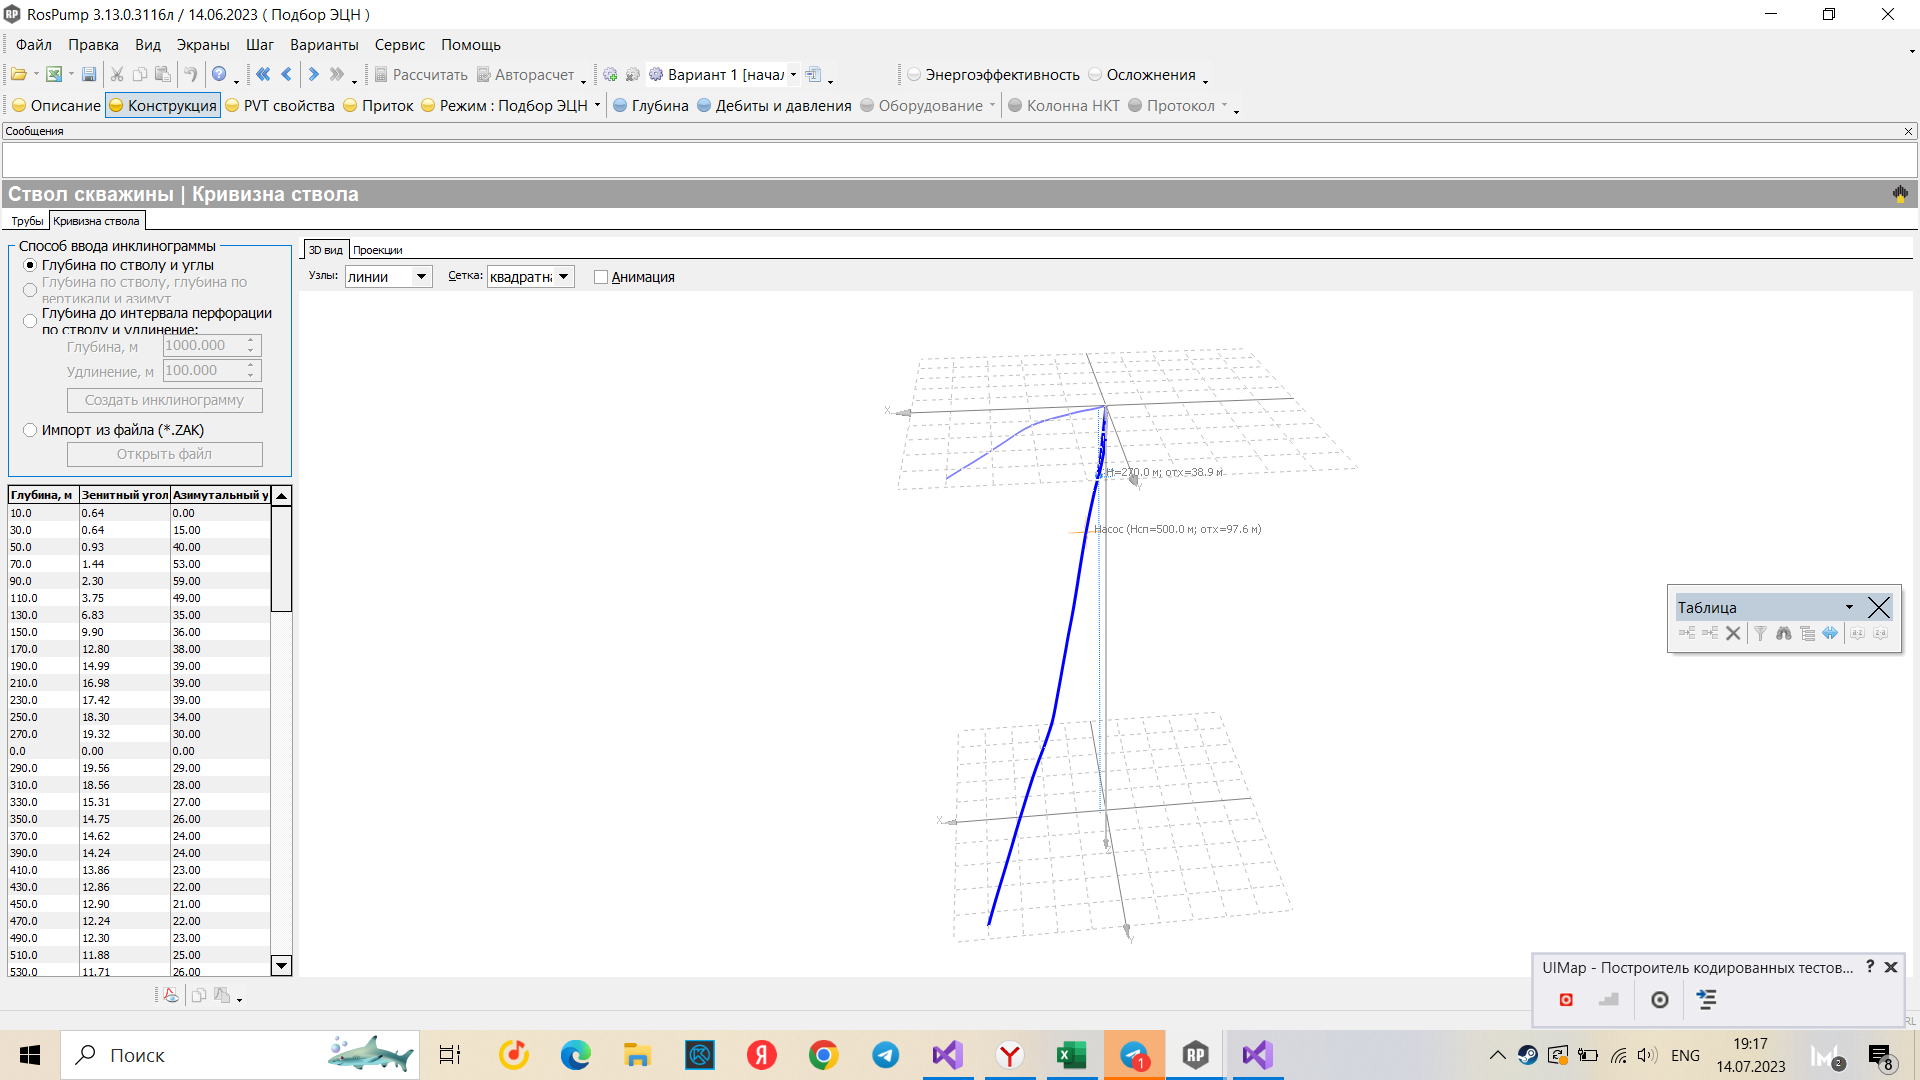 RosPump 3.13.0.3116л / 14.06.2023 ( Подбор ЭЦН )
Файл Правка Вид Экраны Шаг Варианты Сервис Помощь
Рассчитать Авторасчет Вариант 1 [начал Энергоэффективность Осложнения
Описание Конструкция PVT свойства Приток Режим : Подбор ЭЦН Глубина Дебиты и давления Оборудование Колонна НКТ Протокол
Сообщения
Ствол скважины | Кривизна ствола
Трубы Кривизна ствола
Способ ввода инклинограммы
Глубина по стволу и углы
Глубина по стволу, глубина по
вертикали и азимут
Глубина до интервала перфорации
по стволу и удлинение:
Глубина, м 1000.000
Удлинение, м 100.000
Создать инклинограмму
Импорт из файла (*.ZAK)
Открыть файл
3D вид Проекции
Узлы: линии Сетка: квадратн Анимация
Глубина, м Зенитный угол Азимутальный у
10.0 0.64 0.00
30.0 0.64 15.00
50.0 0.93 40.00
70.0 1.44 53.00
90.0 2.30 59.00
110.0 3.75 49.00
130.0 6.83 35.00
150.0 9.90 36.00
170.0 12.80 38.00
190.0 14.99 39.00
210.0 16.98 39.00
230.0 17.42 39.00
250.0 18.30 34.00
270.0 19.32 30.00
0.0 0.00 0.00
290.0 19.56 29.00
310.0 18.56 28.00
330.0 15.31 27.00
350.0 14.75 26.00
370.0 14.62 24.00
390.0 14.24 24.00
410.0 13.86 23.00
430.0 12.86 22.00
450.0 12.90 21.00
470.0 12.24 22.00
490.0 12.30 23.00
510.0 11.88 25.00
530.0 11.71 26.00
X
H=270.0 м; отх=38.9 м
Y
Насос (Нсп=500.0 м; отх=97.6 м)
X
Z
Y
Таблица
UIMap - Построитель кодированных тестов...
Поиск
ENG
19:17
14.07.2023
1
2
8